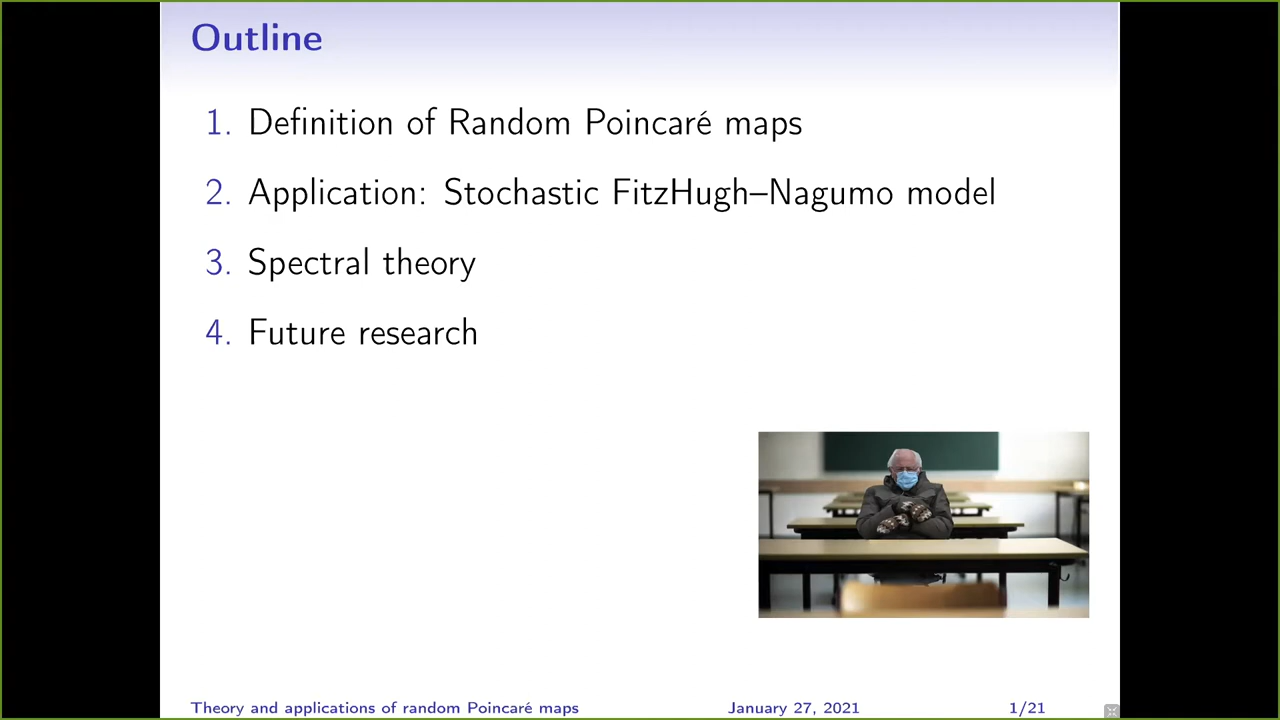 Outline
1. Definition of Random Poincaré maps
2. Application: Stochastic FitzHugh–Nagumo model
3. Spectral theory
4. Future research
Theory and applications of random Poincaré maps January 27, 2021 1/21